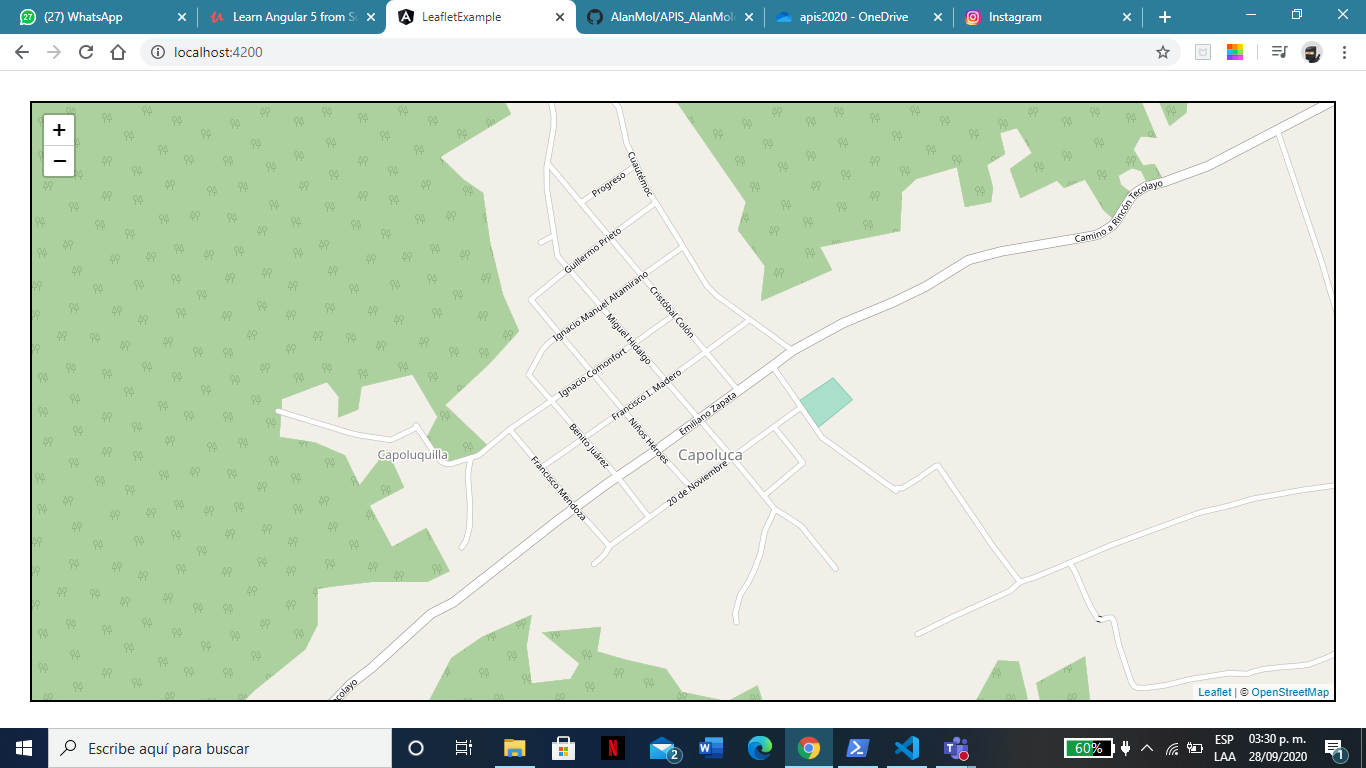 27
(27) WhatsApp
Learn Angular 5 from S
LeafletExample
AlanMol/APIS_AlanMol
apis2020 - OneDrive
Instagram
localhost:4200
+
−
Cuautémoc
Progreso
Guillermo Prieto
Ignacio Manuel Altamirano
Cristóbal Colón
Miguel Hidalgo
Ignacio Comonfort
Francisco I. Madero
Emiliano Zapata
Niños Héroes
Benito Juárez
Francisco Mendoza
20 de Noviembre
Capoluca
Capoluquilla
Camino a Rincón Tecolayo
colayo
Leaflet | © OpenStreetMap
Escribe aquí para buscar
2
60%
ESP
LAA
03:30 p. m.
28/09/2020
1